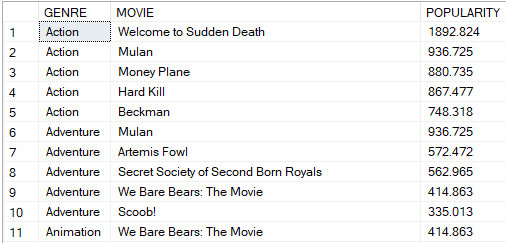 GENRE MOVIE POPULARITY
1 Action Welcome to Sudden Death 1892.824
2 Action Mulan 936.725
3 Action Money Plane 880.735
4 Action Hard Kill 867.477
5 Action Beckman 748.318
6 Adventure Mulan 936.725
7 Adventure Artemis Fowl 572.472
8 Adventure Secret Society of Second Born Royals 562.965
9 Adventure We Bare Bears: The Movie 414.863
10 Adventure Scoob! 335.013
11 Animation We Bare Bears: The Movie 414.863